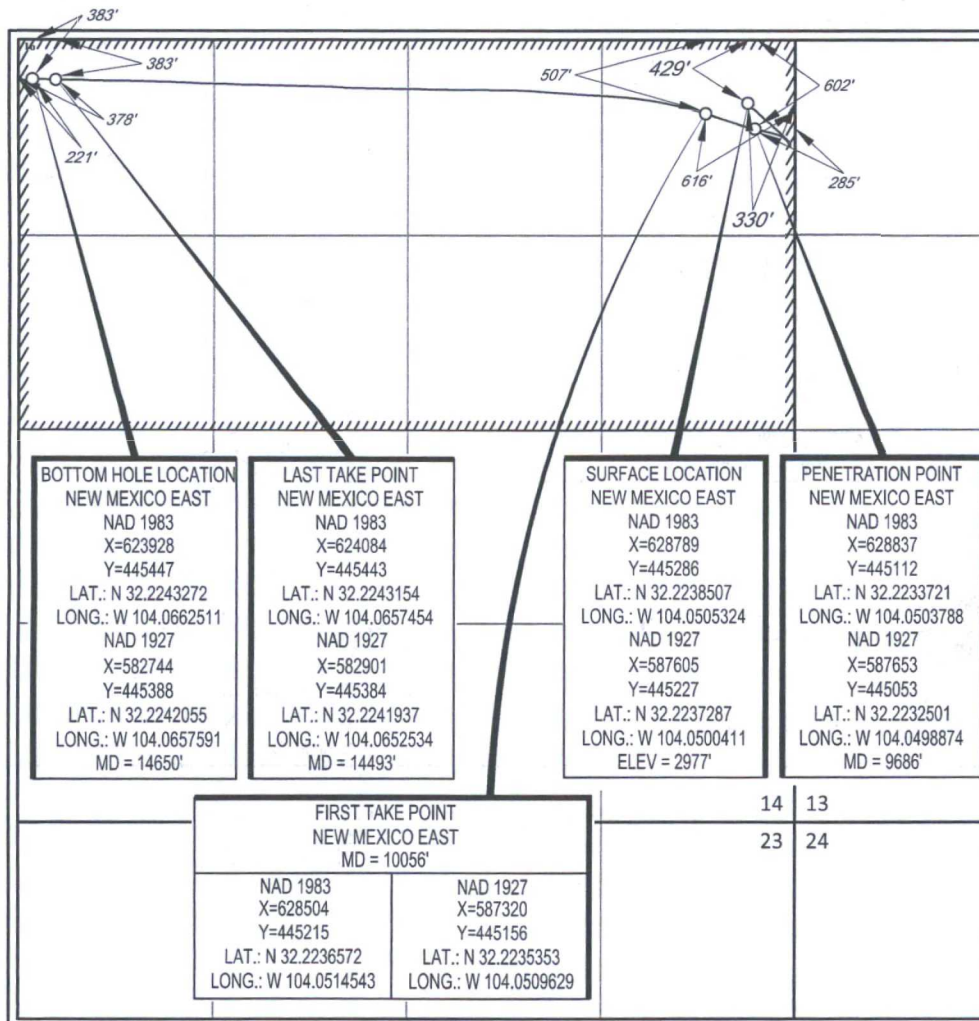 383'
383'
378'
221'
507'
429'
602'
616'
330'
285'
BOTTOM HOLE LOCATION
NEW MEXICO EAST
NAD 1983
X=623928
Y=445447
LAT.: N 32.2243272
LONG.: W 104.0662511
NAD 1927
X=582744
Y=445388
LAT.: N 32.2242055
LONG.: W 104.0657591
MD = 14650'
LAST TAKE POINT
NEW MEXICO EAST
NAD 1983
X=624084
Y=445443
LAT.: N 32.2243154
LONG.: W 104.0657454
NAD 1927
X=582901
Y=445384
LAT.: N 32.2241937
LONG.: W 104.0652534
MD = 14493'
SURFACE LOCATION
NEW MEXICO EAST
NAD 1983
X=628789
Y=445286
LAT.: N 32.2238507
LONG.: W 104.0505324
NAD 1927
X=587605
Y=445227
LAT.: N 32.2237287
LONG.: W 104.0500411
ELEV = 2977'
PENETRATION POINT
NEW MEXICO EAST
NAD 1983
X=628837
Y=445112
LAT.: N 32.2233721
LONG.: W 104.0503788
NAD 1927
X=587653
Y=445053
LAT.: N 32.2232501
LONG.: W 104.0498874
MD = 9686'
14 13
23 24
FIRST TAKE POINT
NEW MEXICO EAST
MD = 10056'
NAD 1983
X=628504
Y=445215
LAT.: N 32.2236572
LONG.: W 104.0514543
NAD 1927
X=587320
Y=445156
LAT.: N 32.2235353
LONG.: W 104.0509629